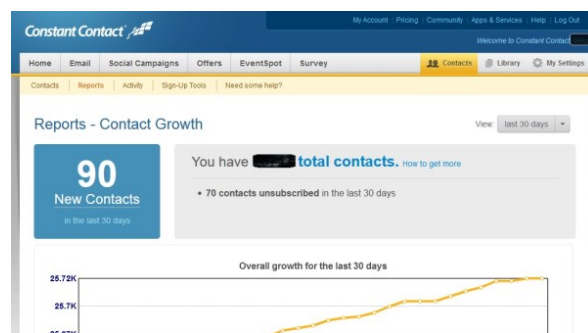 Constant Contact
My Account | Pricing | Community | Apps & Services | Help | Log Out
Welcome to Constant Contact
Home Email Social Campaigns Offers EventSpot Survey Contacts Library My Settings
Contacts Reports Activity Sign-Up Tools Need some help?
Reports - Contact Growth
View: last 30 days
90
New Contacts
in the last 30 days
You have total contacts. How to get more
• 70 contacts unsubscribed in the last 30 days
Overall growth for the last 30 days
25.72K
25.7K